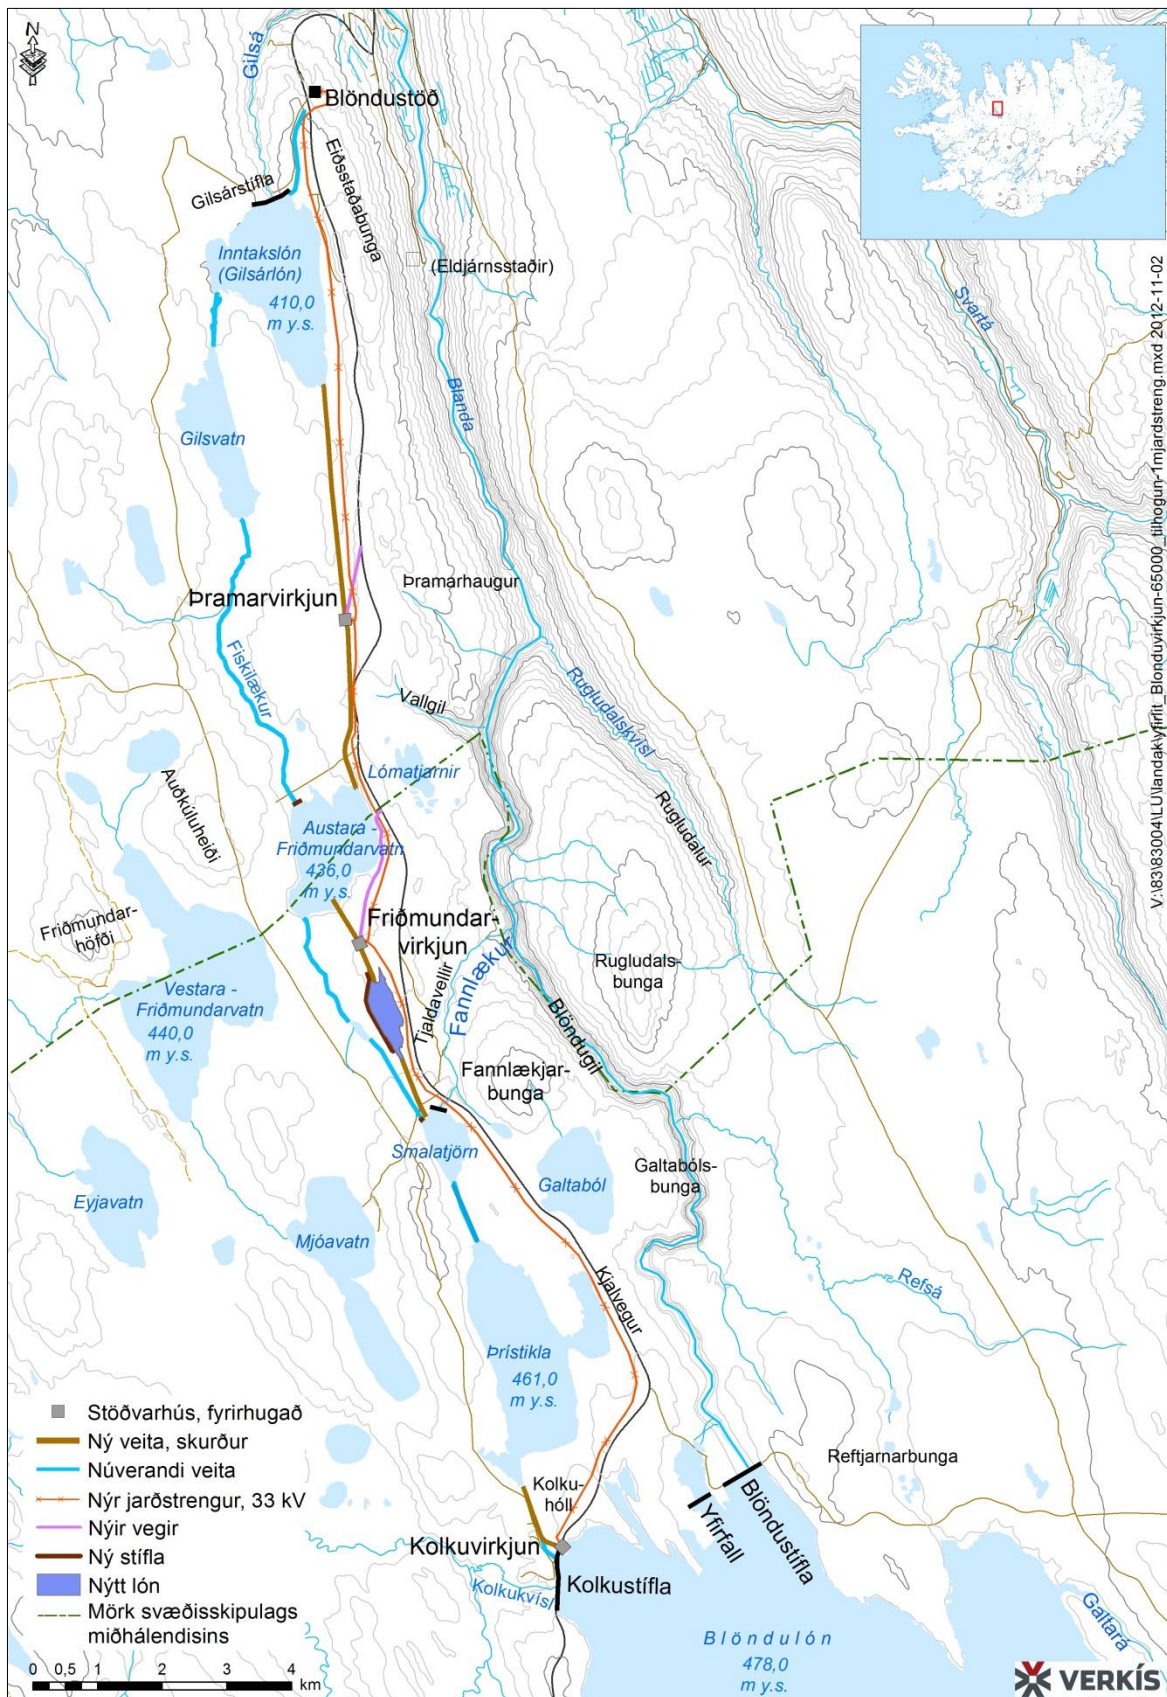 N
Gilsá
Blöndustöð
Gilsárstífla
Eiðsstaðabunga
Inntakslón
(Gilsárlón)
410,0
m y.s.
(Eldjárnsstaðir)
Svartá
Blanda
Gilsvatn
Þramarhaugur
Þramarvirkjun
Fiskilækur
Vallgil
Rugludalskvísl
Lómatjarnir
Auðkúluheiði
Rugludalur
Austara -
Friðmundarvatn
436,0
m y.s.
Friðmundar-
höfði
Friðmundar-
virkjun
Tjaldavellir
Fannlækur
Rugludals-
bunga
Vestara -
Friðmundarvatn
440,0
m y.s.
Blöndugil
Fannlækjar-
bunga
Smalatjörn
Galtaból
Galtabóls-
bunga
Eyjavatn
Mjóavatn
Kjalvegur
Refsá
Þrístikla
461,0
m y.s.
Reftjarnarbunga
Kolku-
hóll
Yfirfall
Blöndustífla
Kolkuvirkjun
Kolkukvísl
Kolkustífla
Galtará
Blöndulón
478,0
m y.s.
Stöðvarhús, fyrirhugað
Ný veita, skurður
Núverandi veita
Nýr jarðstrengur, 33 kV
Nýir vegir
Ný stífla
Nýtt lón
Mörk svæðisskipulags
miðhálendisins
0 0,5 1 2 3 4
km
VERKÍS
V:\83\83004\LU\landak\yfirlit_Blonduvirkjun-65000_tilhogun-1mjardstreng.mxd 2012-11-02